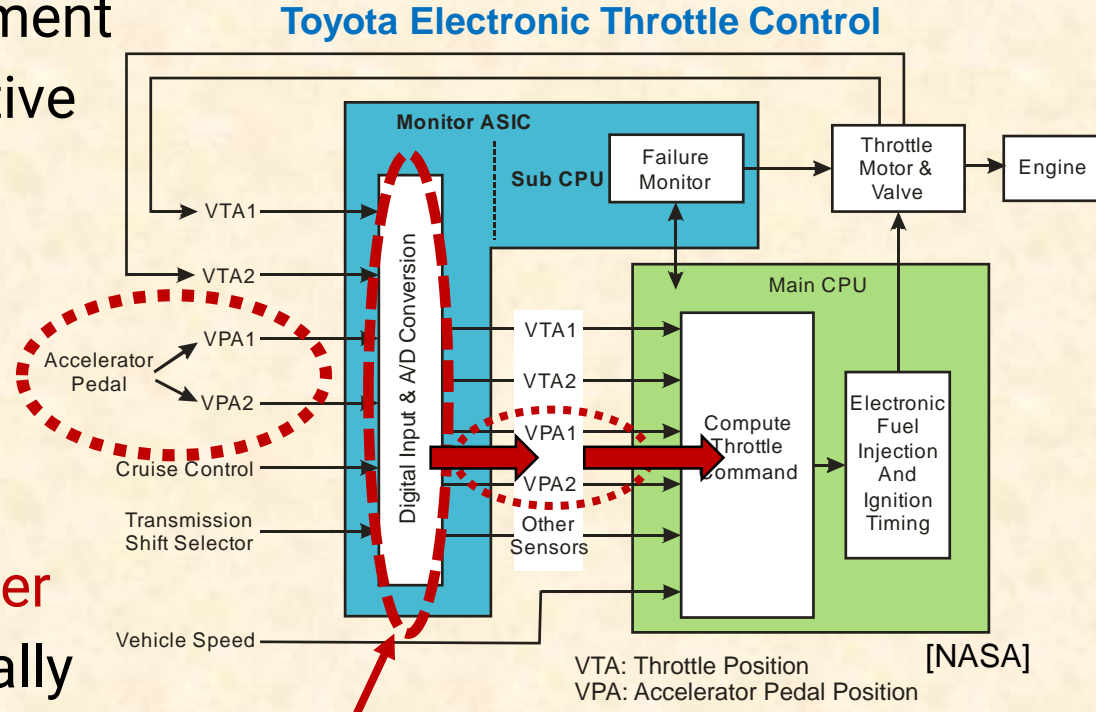 ment
tive
er
ally
Toyota Electronic Throttle Control
Monitor ASIC
Sub CPU
Failure
Monitor
Throttle
Motor &
Valve
Engine
VTA1
VTA2
Accelerator
Pedal
VPA1
VPA2
Cruise Control
Transmission
Shift Selector
Vehicle Speed
Digital Input & A/D Conversion
VTA1
VTA2
VPA1
VPA2
Other
Sensors
Main CPU
Compute
Throttle
Command
Electronic
Fuel
Injection
And
Ignition
Timing
[NASA]
VTA: Throttle Position
VPA: Accelerator Pedal Position